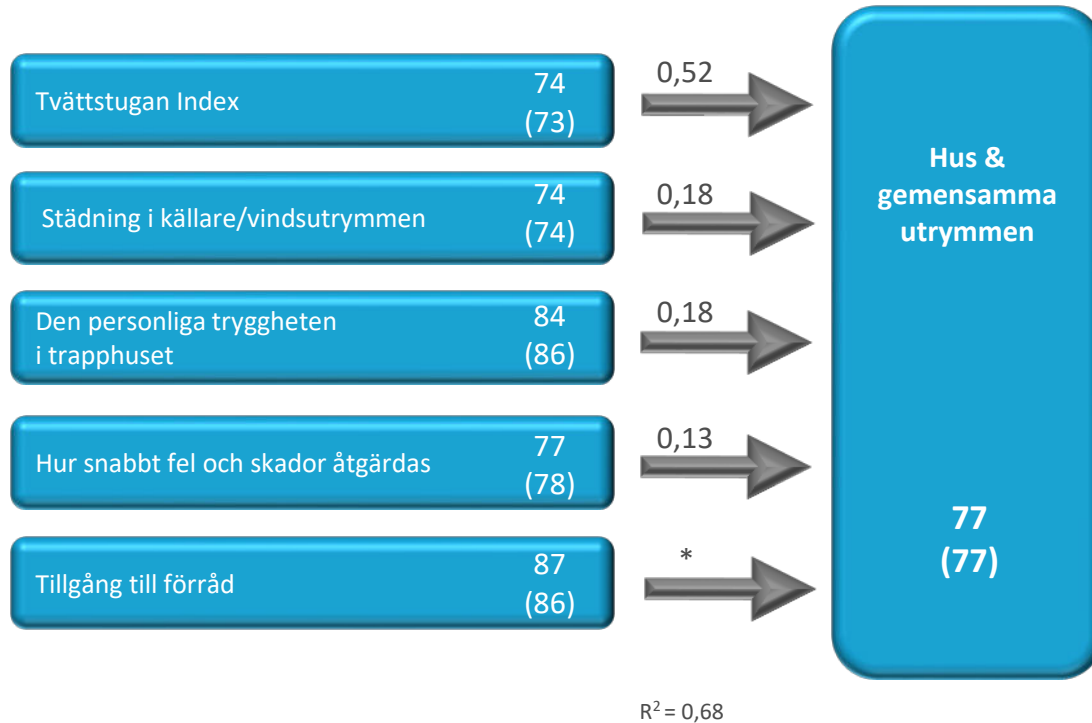 Tvättstugan Index
74
(73)
0,52
Städning i källare/vindsutrymmen
74
(74)
0,18
Den personliga tryggheten
i trapphuset
84
(86)
0,18
Hur snabbt fel och skador åtgärdas
77
(78)
0,13
Tillgång till förråd
87
(86)
*
Hus &
gemensamma
utrymmen
77
(77)
R² = 0,68